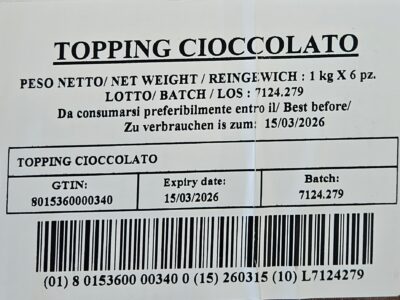 TOPPING CIOCCOLATO
PESO NETTO/ NET WEIGHT / REINGEWICH : 1 kg X 6 pz.
LOTTO/ BATCH / LOS : 7124.279
Da consumarsi preferibilmente entro il/ Best before/
Zu verbrauchen is zum: 15/03/2026
TOPPING CIOCCOLATO
GTIN: Expiry date: Batch:
8015360000340 15/03/2026 7124.279
(01) 8 0153600 00340 0 (15) 260315 (10) L7124279